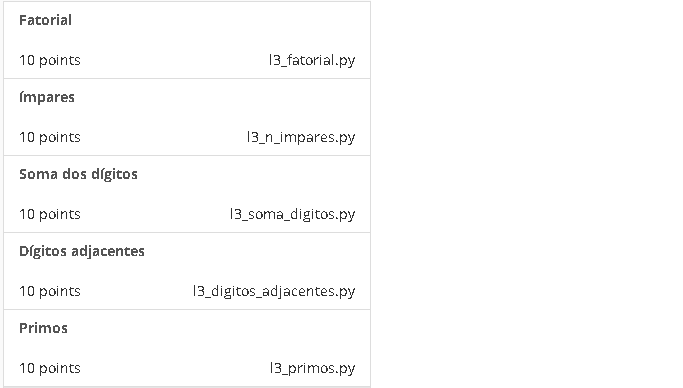 Fatorial
10 points l3_fatorial.py
ímpares
10 points l3_n_impares.py
Soma dos dígitos
10 points l3_soma_digitos.py
Dígitos adjacentes
10 points l3_digitos_adjacentes.py
Primos
10 points l3_primos.py